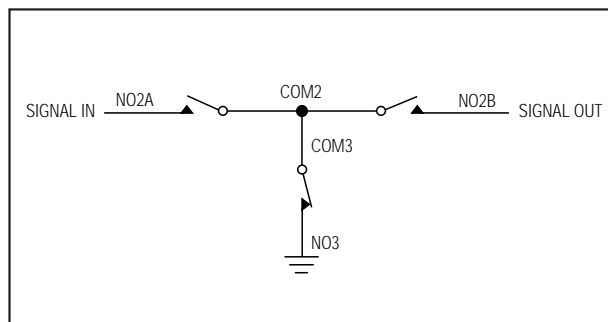 COM2
NO2A
NO2B
SIGNAL IN
SIGNAL OUT
COM3
NO3